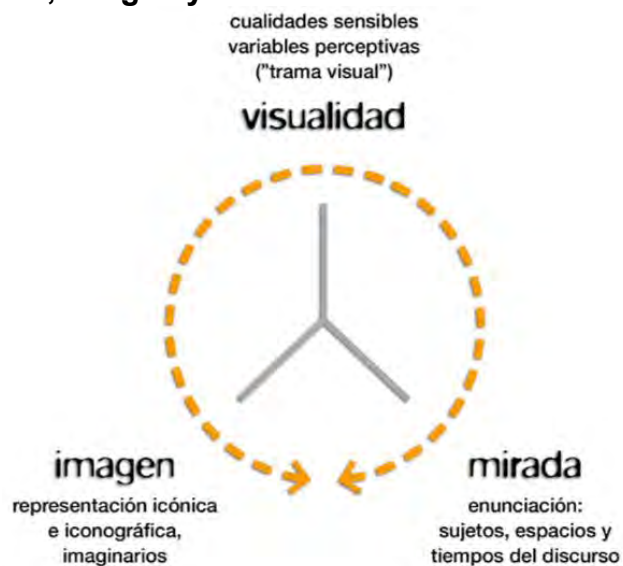 cualidades sensibles
variables perceptivas
("trama visual")
visualidad
imagen
representación icónica
e iconográfica,
imaginarios
mirada
enunciación:
sujetos, espacios y
tiempos del discurso